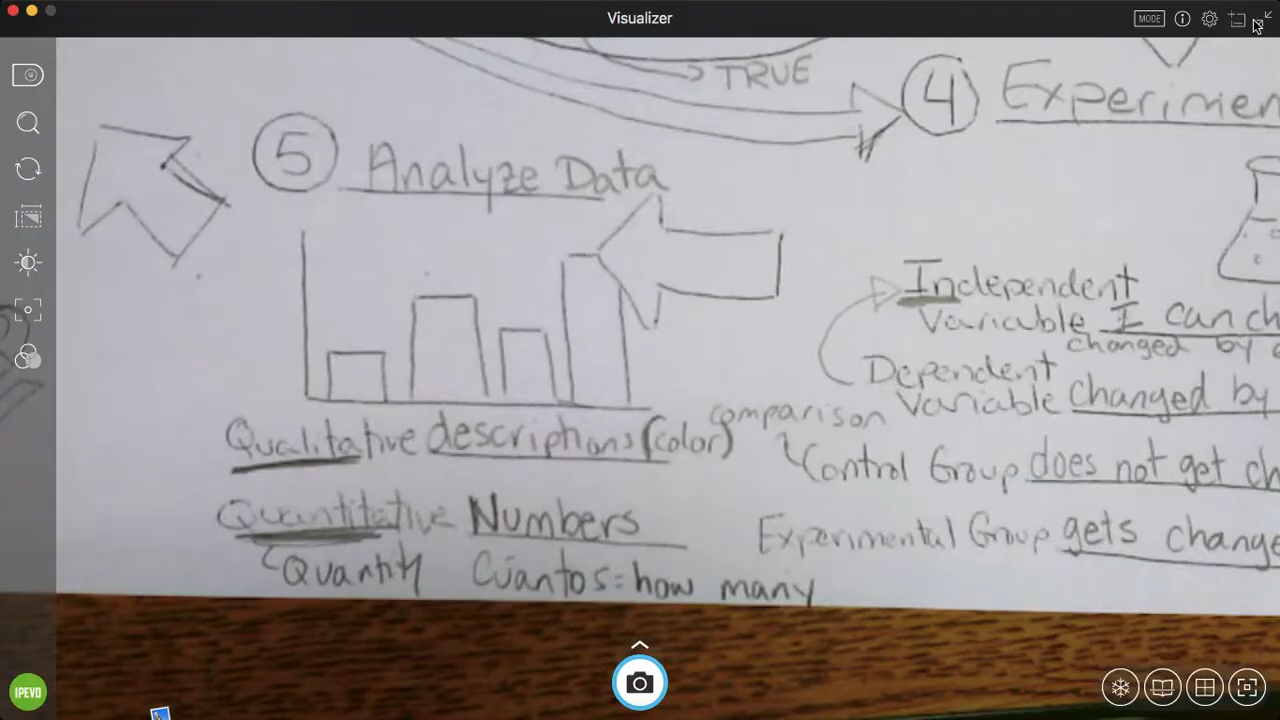 Visualizer
MODE
TRUE
4 Experimen
5 Analyze Data
Independent
Variable I can ch
changed by
Dependent
Variable changed by
comparison
Control Group does not get ch
Experimental Group gets change
Qualitative descriptions (color)
Quantitative Numbers
Quantity Cuantos = how many
IPEVO